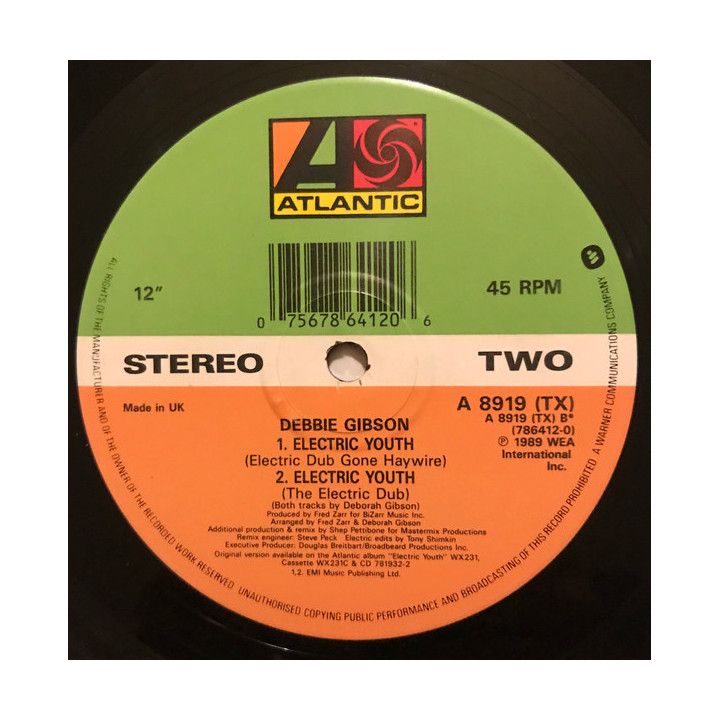 ATLANTIC
12"
45 RPM
0 75678 64120 6
STEREO
TWO
Made in UK
A 8919 (TX)
A 8919 (TX) B*
(786412-0)
℗ 1989 WEA
International
Inc.
DEBBIE GIBSON
1. ELECTRIC YOUTH
(Electric Dub Gone Haywire)
2. ELECTRIC YOUTH
(The Electric Dub)
(Both tracks by Deborah Gibson)
Produced by Fred Zarr for BiZarr Music Inc.
Arranged by Fred Zarr & Deborah Gibson
Additional production & remix by Shep Pettibone for Mastermix Productions
Remix engineer: Steve Peck Electric edits by Tony Shimkin
Executive Producer: Douglas Breitbart/Broadbeard Productions Inc.
Original version available on the Atlantic album "Electric Youth" WX231,
Cassette WX231C & CD 781932-2
1,2. EMI Music Publishing Ltd.
ALL RIGHTS OF THE MANUFACTURER AND OF THE OWNER OF THE RECORDED WORK RESERVED UNAUTHORISED COPYING PUBLIC PERFORMANCE AND BROADCASTING OF THIS RECORD PROHIBITED A WARNER COMMUNICATIONS COMPANY